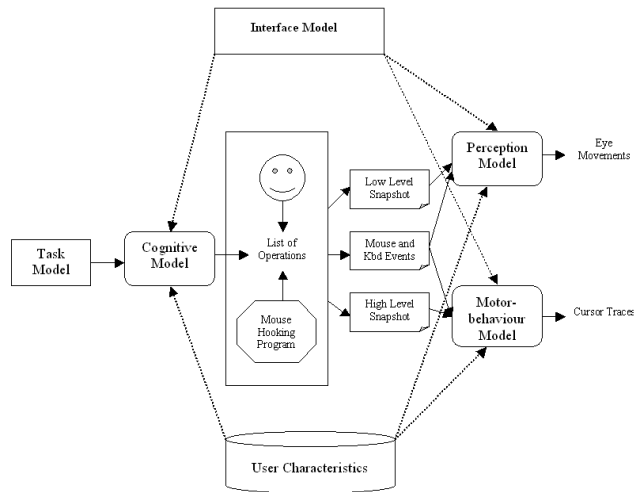 Interface Model
Perception
Model
Eye
Movements
Low Level
Snapshot
List of
Operations
Mouse and
Kbd Events
Task
Model
Cognitive
Model
High Level
Snapshot
Motor-
behaviour
Model
Cursor Traces
Mouse
Hooking
Program
User Characteristics